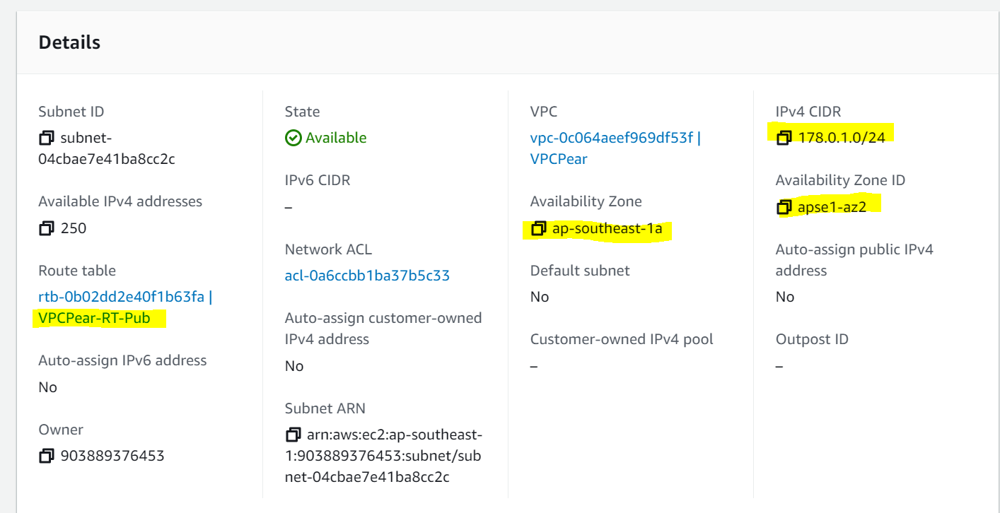 Details
Subnet ID
subnet-
04cbae7e41ba8cc2c
Available IPv4 addresses
250
Route table
rtb-0b02dd2e40f1b63fa |
VPCPear-RT-Pub
Auto-assign IPv6 address
No
Owner
903889376453
State
Available
IPv6 CIDR
–
Network ACL
acl-0a6ccbb1ba37b5c33
Auto-assign customer-owned
IPv4 address
No
Subnet ARN
arn:aws:ec2:ap-southeast-
1:903889376453:subnet/sub
net-04cbae7e41ba8cc2c
VPC
vpc-0c064aeef969df53f |
VPCPear
Availability Zone
ap-southeast-1a
Default subnet
No
Customer-owned IPv4 pool
–
IPv4 CIDR
178.0.1.0/24
Availability Zone ID
apse1-az2
Auto-assign public IPv4
address
No
Outpost ID
–